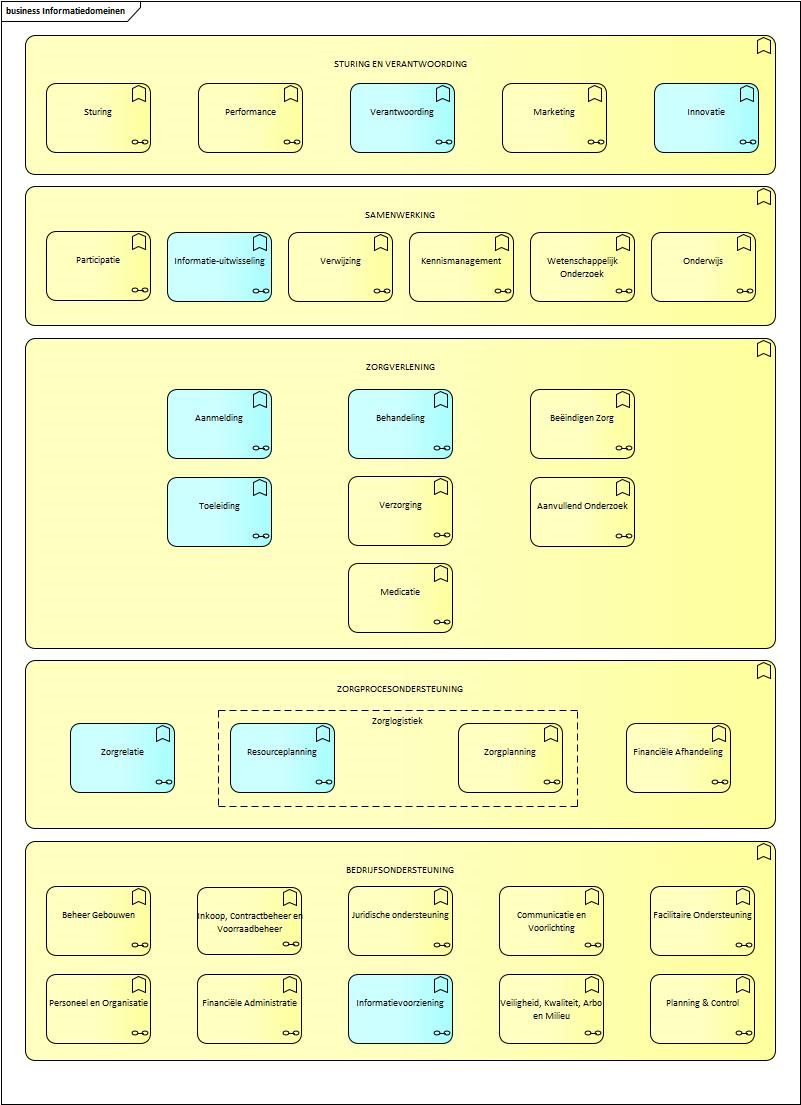 business Informatiedomeinen
STURING EN VERANTWOORDING
Sturing
Performance
Verantwoording
Marketing
Innovatie
SAMENWERKING
Participatie
Informatie-uitwisseling
Verwijzing
Kennismanagement
Wetenschappelijk
Onderzoek
Onderwijs
ZORGVERLENING
Aanmelding
Behandeling
Beëindigen Zorg
Toeleiding
Verzorging
Aanvullend Onderzoek
Medicatie
ZORGPROCESONDERSTEUNING
Zorglogistiek
Zorgrelatie
Resourceplanning
Zorgplanning
Financiële Afhandeling
BEDRIJFSONDERSTEUNING
Beheer Gebouwen
Inkoop, Contractbeheer en
Voorraadbeheer
Juridische ondersteuning
Communicatie en
Voorlichting
Facilitaire Ondersteuning
Personeel en Organisatie
Financiële Administratie
Informatievoorziening
Veiligheid, Kwaliteit, Arbo
en Milieu
Planning & Control